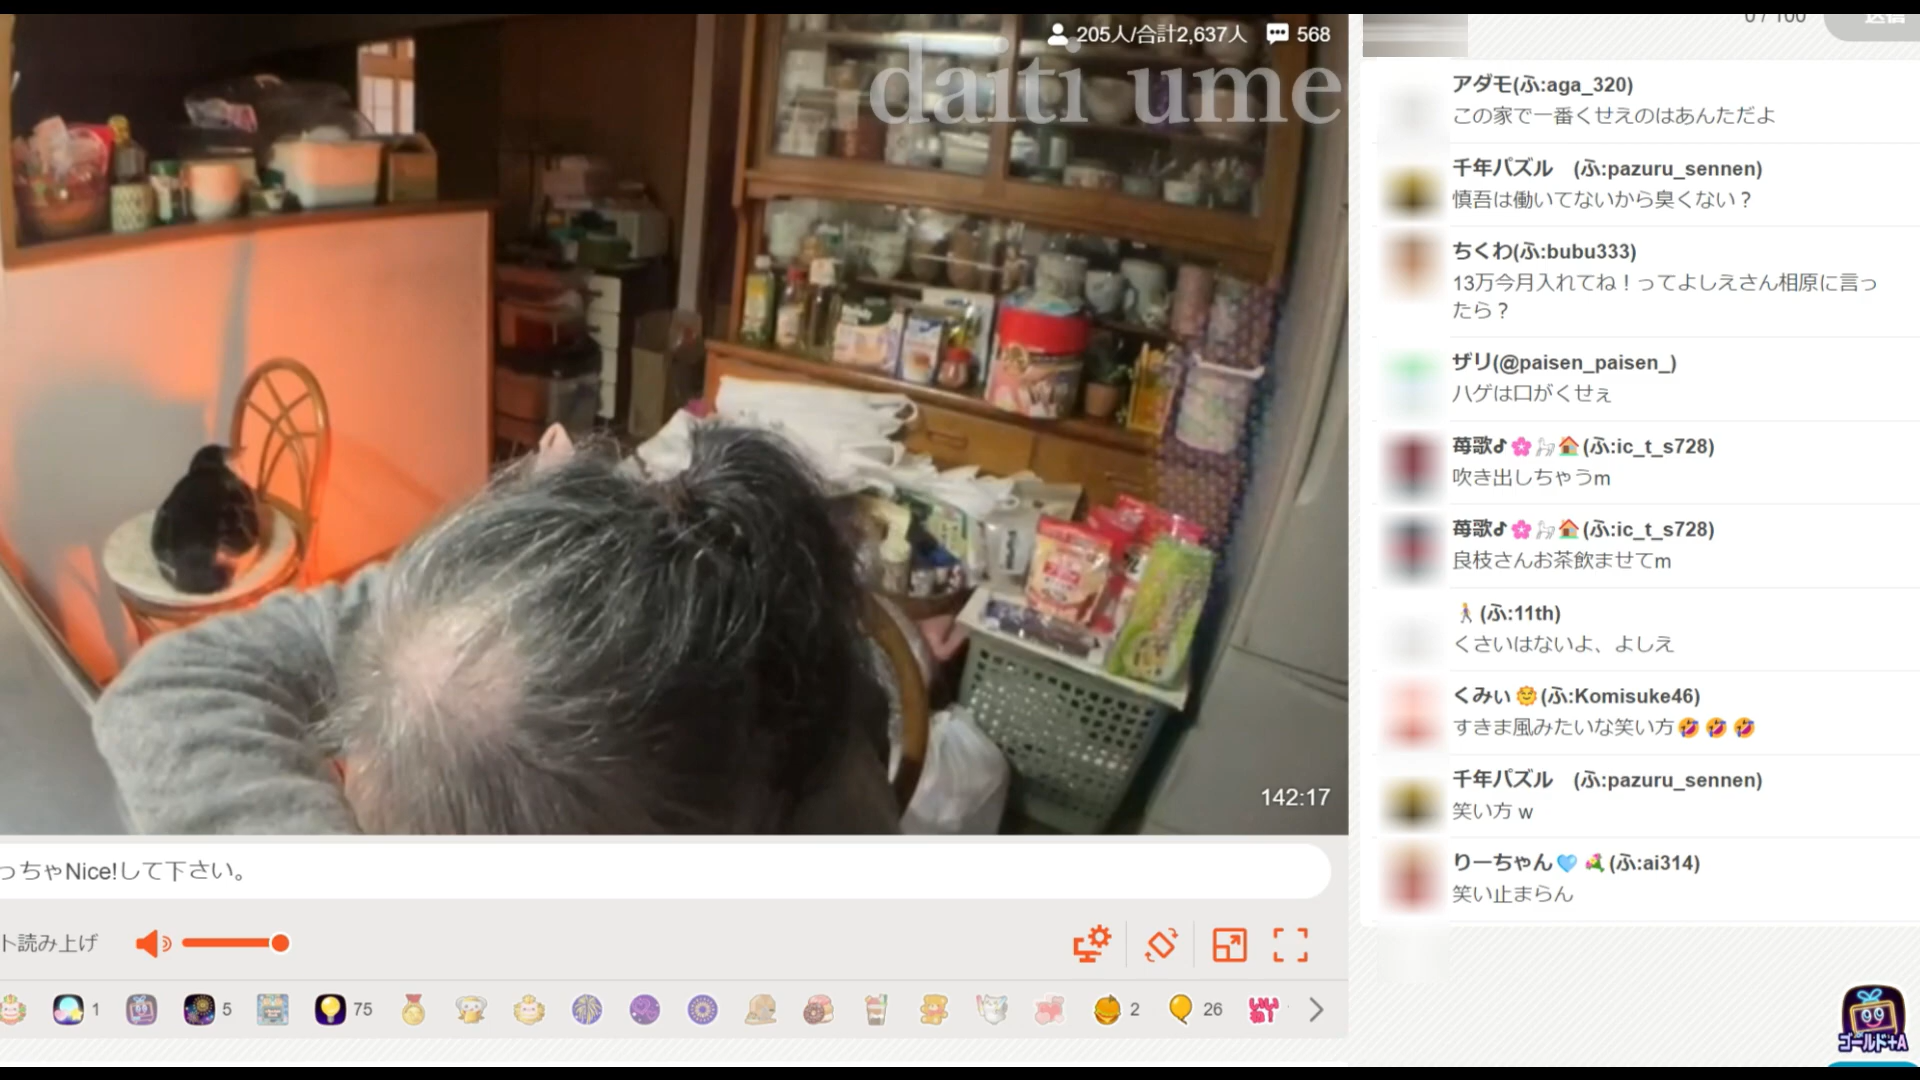 205人/合計2,637人 568
daiti ume
142:17
っちゃNice!して下さい。
ト読み上げ
1
5
75
2
26
いいね!
0 / 100
送信
アダモ(ふ:aga_320)
この家で一番くせえのはあんただよ
千年パズル (ふ:pazuru_sennen)
慎吾は働いてないから臭くない？
ちくわ(ふ:bubu333)
13万今月入れてね！ってよしえさん相原に言っ
たら？
ザリ(@paisen_paisen_)
ハゲは口がくせぇ
苺歌♪🌸🐩🏠(ふ:ic_t_s728)
吹き出しちゃうm
苺歌♪🌸🐩🏠(ふ:ic_t_s728)
良枝さんお茶飲ませてm
(ふ:11th)
くさいはないよ、よしえ
くみぃ🌞(ふ:Komisuke46)
すきま風みたいな笑い方🤣🤣🤣
千年パズル (ふ:pazuru_sennen)
笑い方 w
りーちゃん🩵(ふ:ai314)
笑い止まらん
ゴールド+A